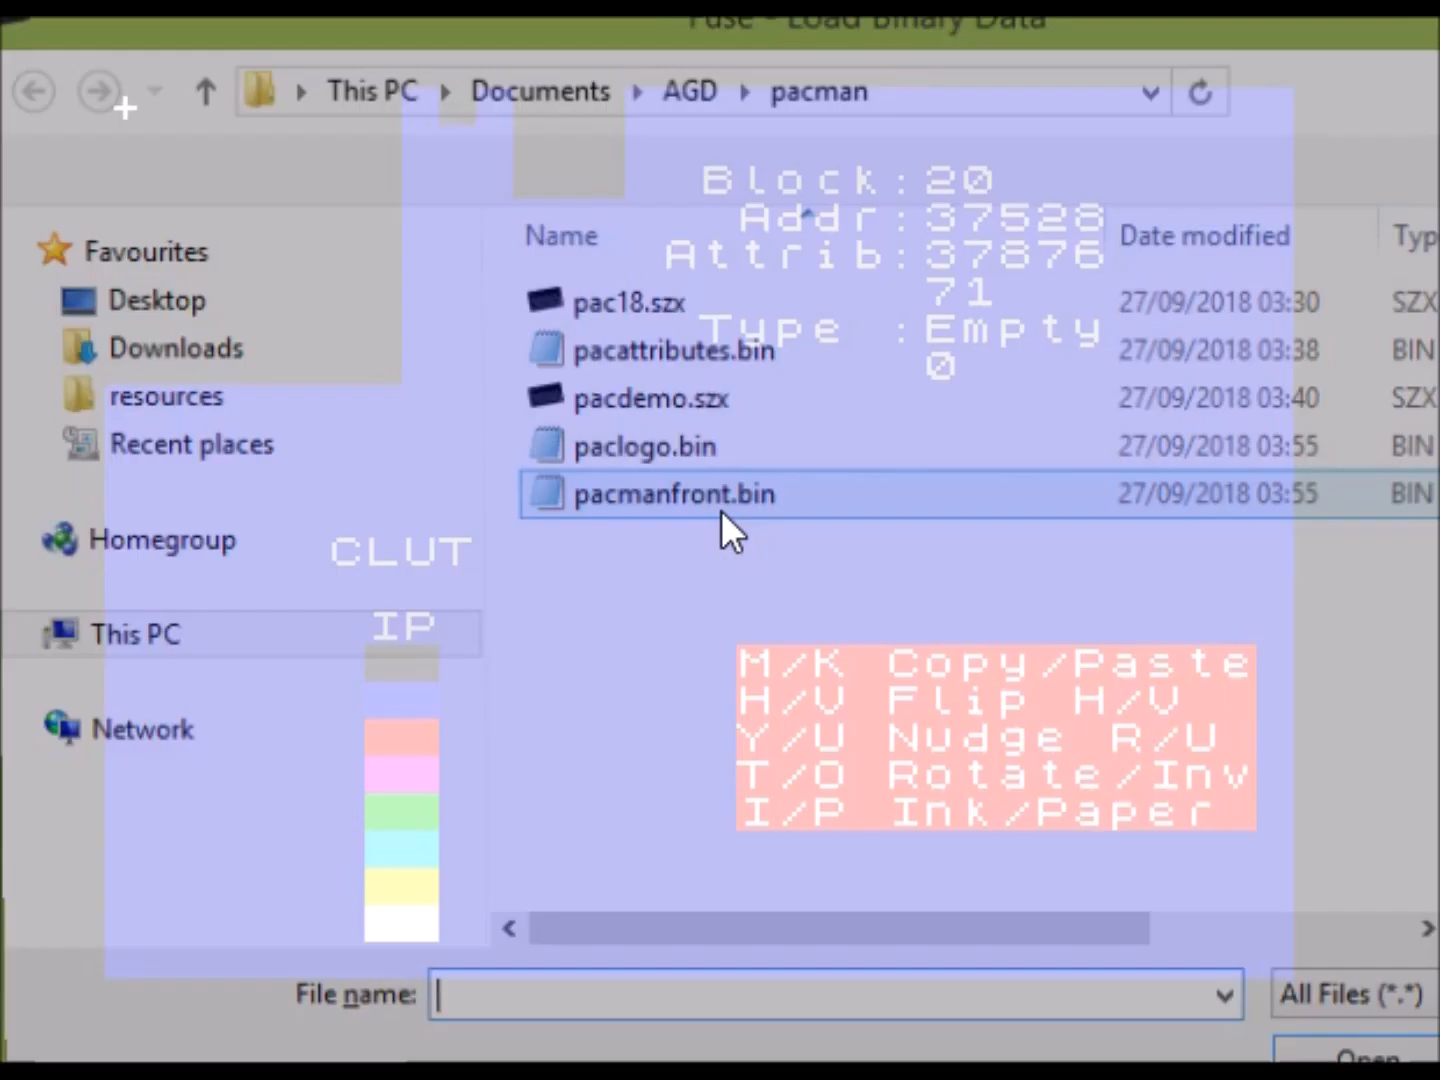 Fuse - Load Binary Data
This PC Documents AGD pacman
Block:20
Addr:37528
Attrib:37876
71
Type :Empty
0
Name Date modified Typ
Favourites
Desktop
Downloads
resources
Recent places
Homegroup
This PC
Network
pac18.szx 27/09/2018 03:30 SZX
pacattributes.bin 27/09/2018 03:38 BIN
pacdemo.szx 27/09/2018 03:40 SZX
paclogo.bin 27/09/2018 03:55 BIN
pacmanfront.bin 27/09/2018 03:55 BIN
CLUT
IP
M/K Copy/Paste
H/V Flip H/V
Y/U Nudge R/U
T/O Rotate/Inv
I/P Ink/Paper
File name: All Files (*.*)
Open